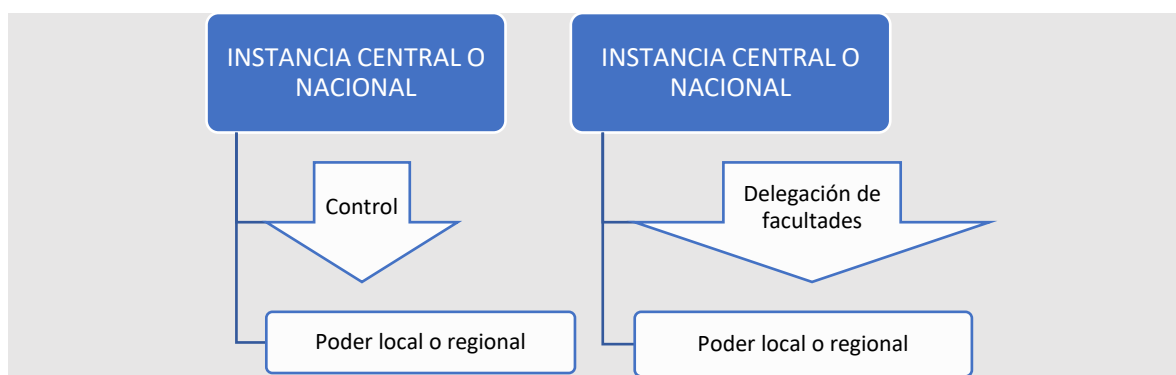 INSTANCIA CENTRAL O
NACIONAL
Control
Poder local o regional
INSTANCIA CENTRAL O
NACIONAL
Delegación de
facultades
Poder local o regional